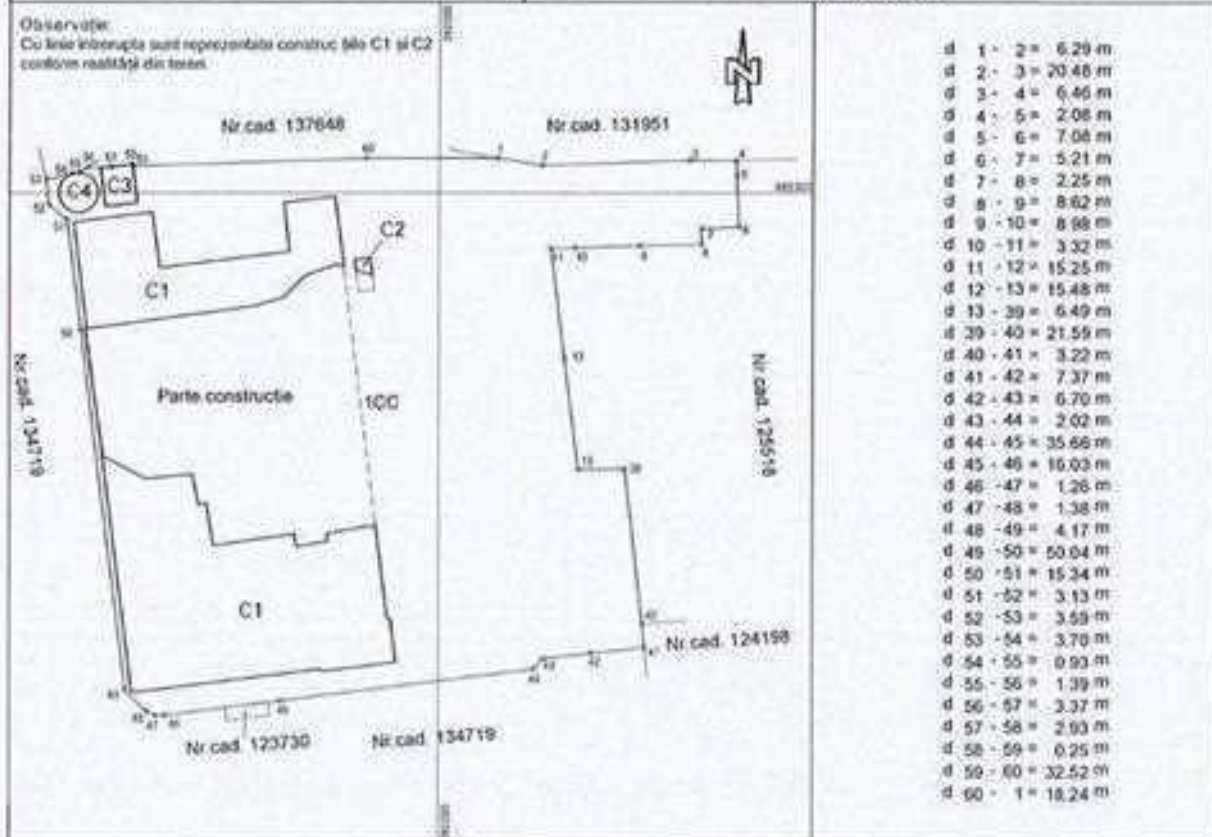 Observație:
Cu linie întrerupta sunt reprezentate construcțiile C1 și C2
conform realității din teren
Nr.cad. 137648
Nr.cad. 131951
C4
C3
C2
C1
Nr.cad. 134719
Parte constructie
1CC
Nr.cad. 125518
C1
Nr.cad. 124198
Nr.cad. 123730
Nr.cad. 134719
d 1 - 2 = 6.29 m
d 2 - 3 = 20.48 m
d 3 - 4 = 6.46 m
d 4 - 5 = 2.08 m
d 5 - 6 = 7.08 m
d 6 - 7 = 5.21 m
d 7 - 8 = 2.25 m
d 8 - 9 = 8.62 m
d 9 - 10 = 8.98 m
d 10 - 11 = 3.32 m
d 11 - 12 = 15.25 m
d 12 - 13 = 15.48 m
d 13 - 39 = 6.49 m
d 39 - 40 = 21.59 m
d 40 - 41 = 3.22 m
d 41 - 42 = 7.37 m
d 42 - 43 = 6.70 m
d 43 - 44 = 2.02 m
d 44 - 45 = 35.66 m
d 45 - 46 = 16.03 m
d 46 - 47 = 1.26 m
d 47 - 48 = 1.38 m
d 48 - 49 = 4.17 m
d 49 - 50 = 50.04 m
d 50 - 51 = 15.34 m
d 51 - 52 = 3.13 m
d 52 - 53 = 3.59 m
d 53 - 54 = 3.70 m
d 54 - 55 = 0.93 m
d 55 - 56 = 1.39 m
d 56 - 57 = 3.37 m
d 57 - 58 = 2.93 m
d 58 - 59 = 0.25 m
d 59 - 60 = 32.52 m
d 60 - 1 = 18.24 m